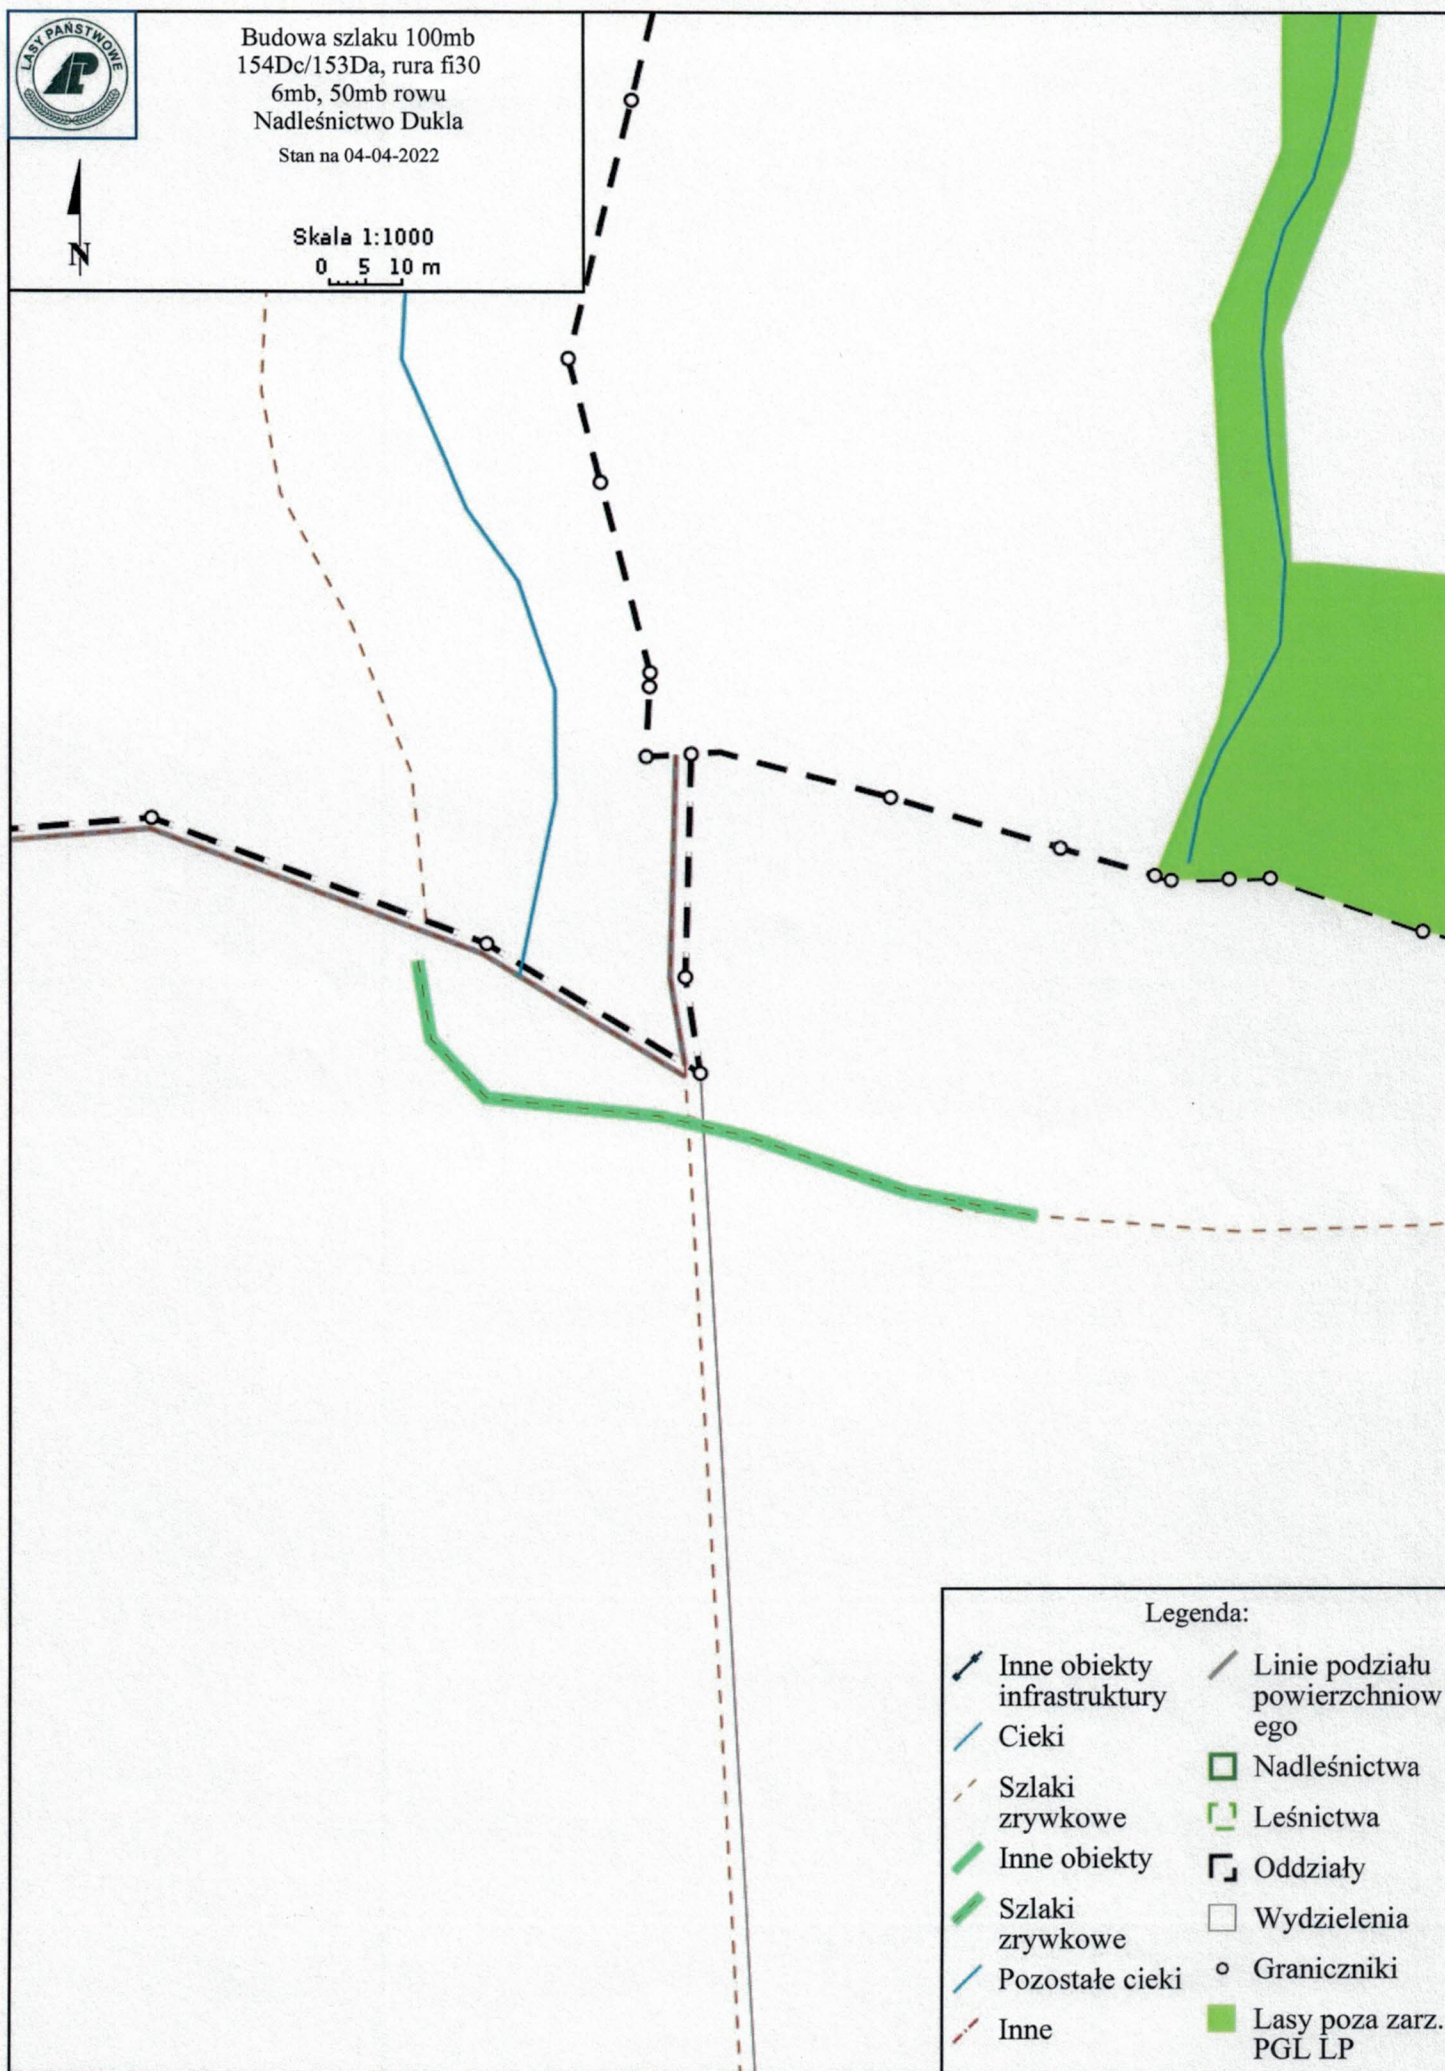 LASY PAŃSTWOWE
Budowa szlaku 100mb
154Dc/153Da, rura fi30
6mb, 50mb rowu
Nadleśnictwo Dukla
Stan na 04-04-2022
N
Skala 1:1000
0 5 10 m
Legenda:
Inne obiekty
infrastruktury
Cieki
Szlaki
zrywkowe
Inne obiekty
Szlaki
zrywkowe
Pozostałe cieki
Inne
Linie podziału
powierzchniow
ego
Nadleśnictwa
Leśnictwa
Oddziały
Wydzielenia
Graniczniki
Lasy poza zarz.
PGL LP